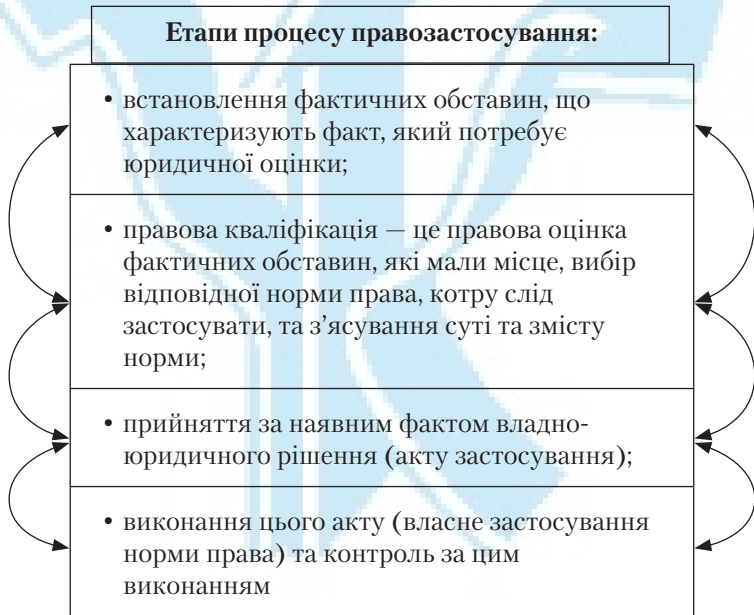 Етапи процесу правозастосування:
• встановлення фактичних обставин, що
характеризують факт, який потребує
юридичної оцінки;
• правова кваліфікація — це правова оцінка
фактичних обставин, які мали місце, вибір
відповідної норми права, котру слід
застосувати, та з’ясування суті та змісту
норми;
• прийняття за наявним фактом владно-
юридичного рішення (акту застосування);
• виконання цього акту (власне застосування
норми права) та контроль за цим
виконанням